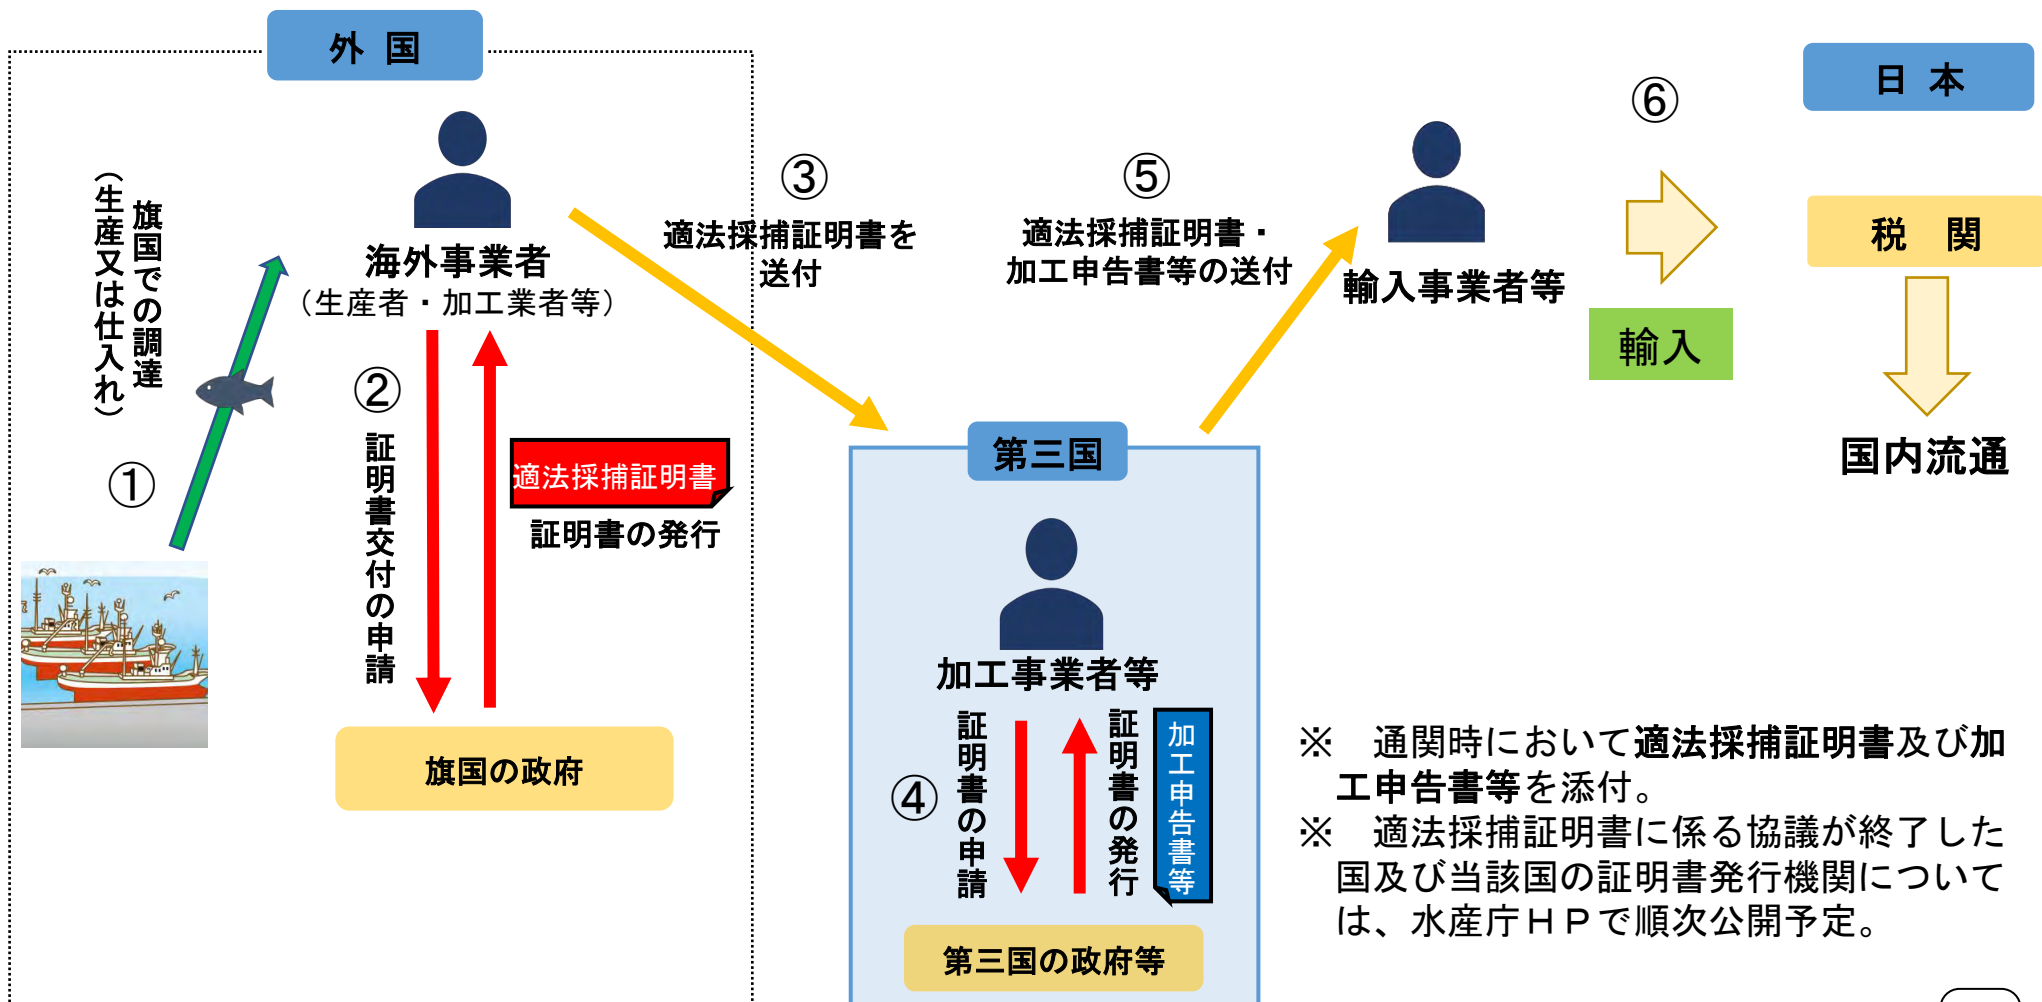 外 国
①
旗国での調達
（生産又は仕入れ）
海外事業者
（生産者・加工業者等）
②
証明書交付の申請
適法採捕証明書
証明書の発行
旗国の政府
③
適法採捕証明書を
送付
第三国
加工事業者等
④
証明書の申請
証明書の発行
加工申告書等
第三国の政府等
⑤
適法採捕証明書・
加工申告書等の送付
輸入事業者等
⑥
輸入
日 本
税 関
国内流通
※　通関時において適法採捕証明書及び加
工申告書等を添付。
※　適法採捕証明書に係る協議が終了した
国及び当該国の証明書発行機関について
は、水産庁ＨＰで順次公開予定。